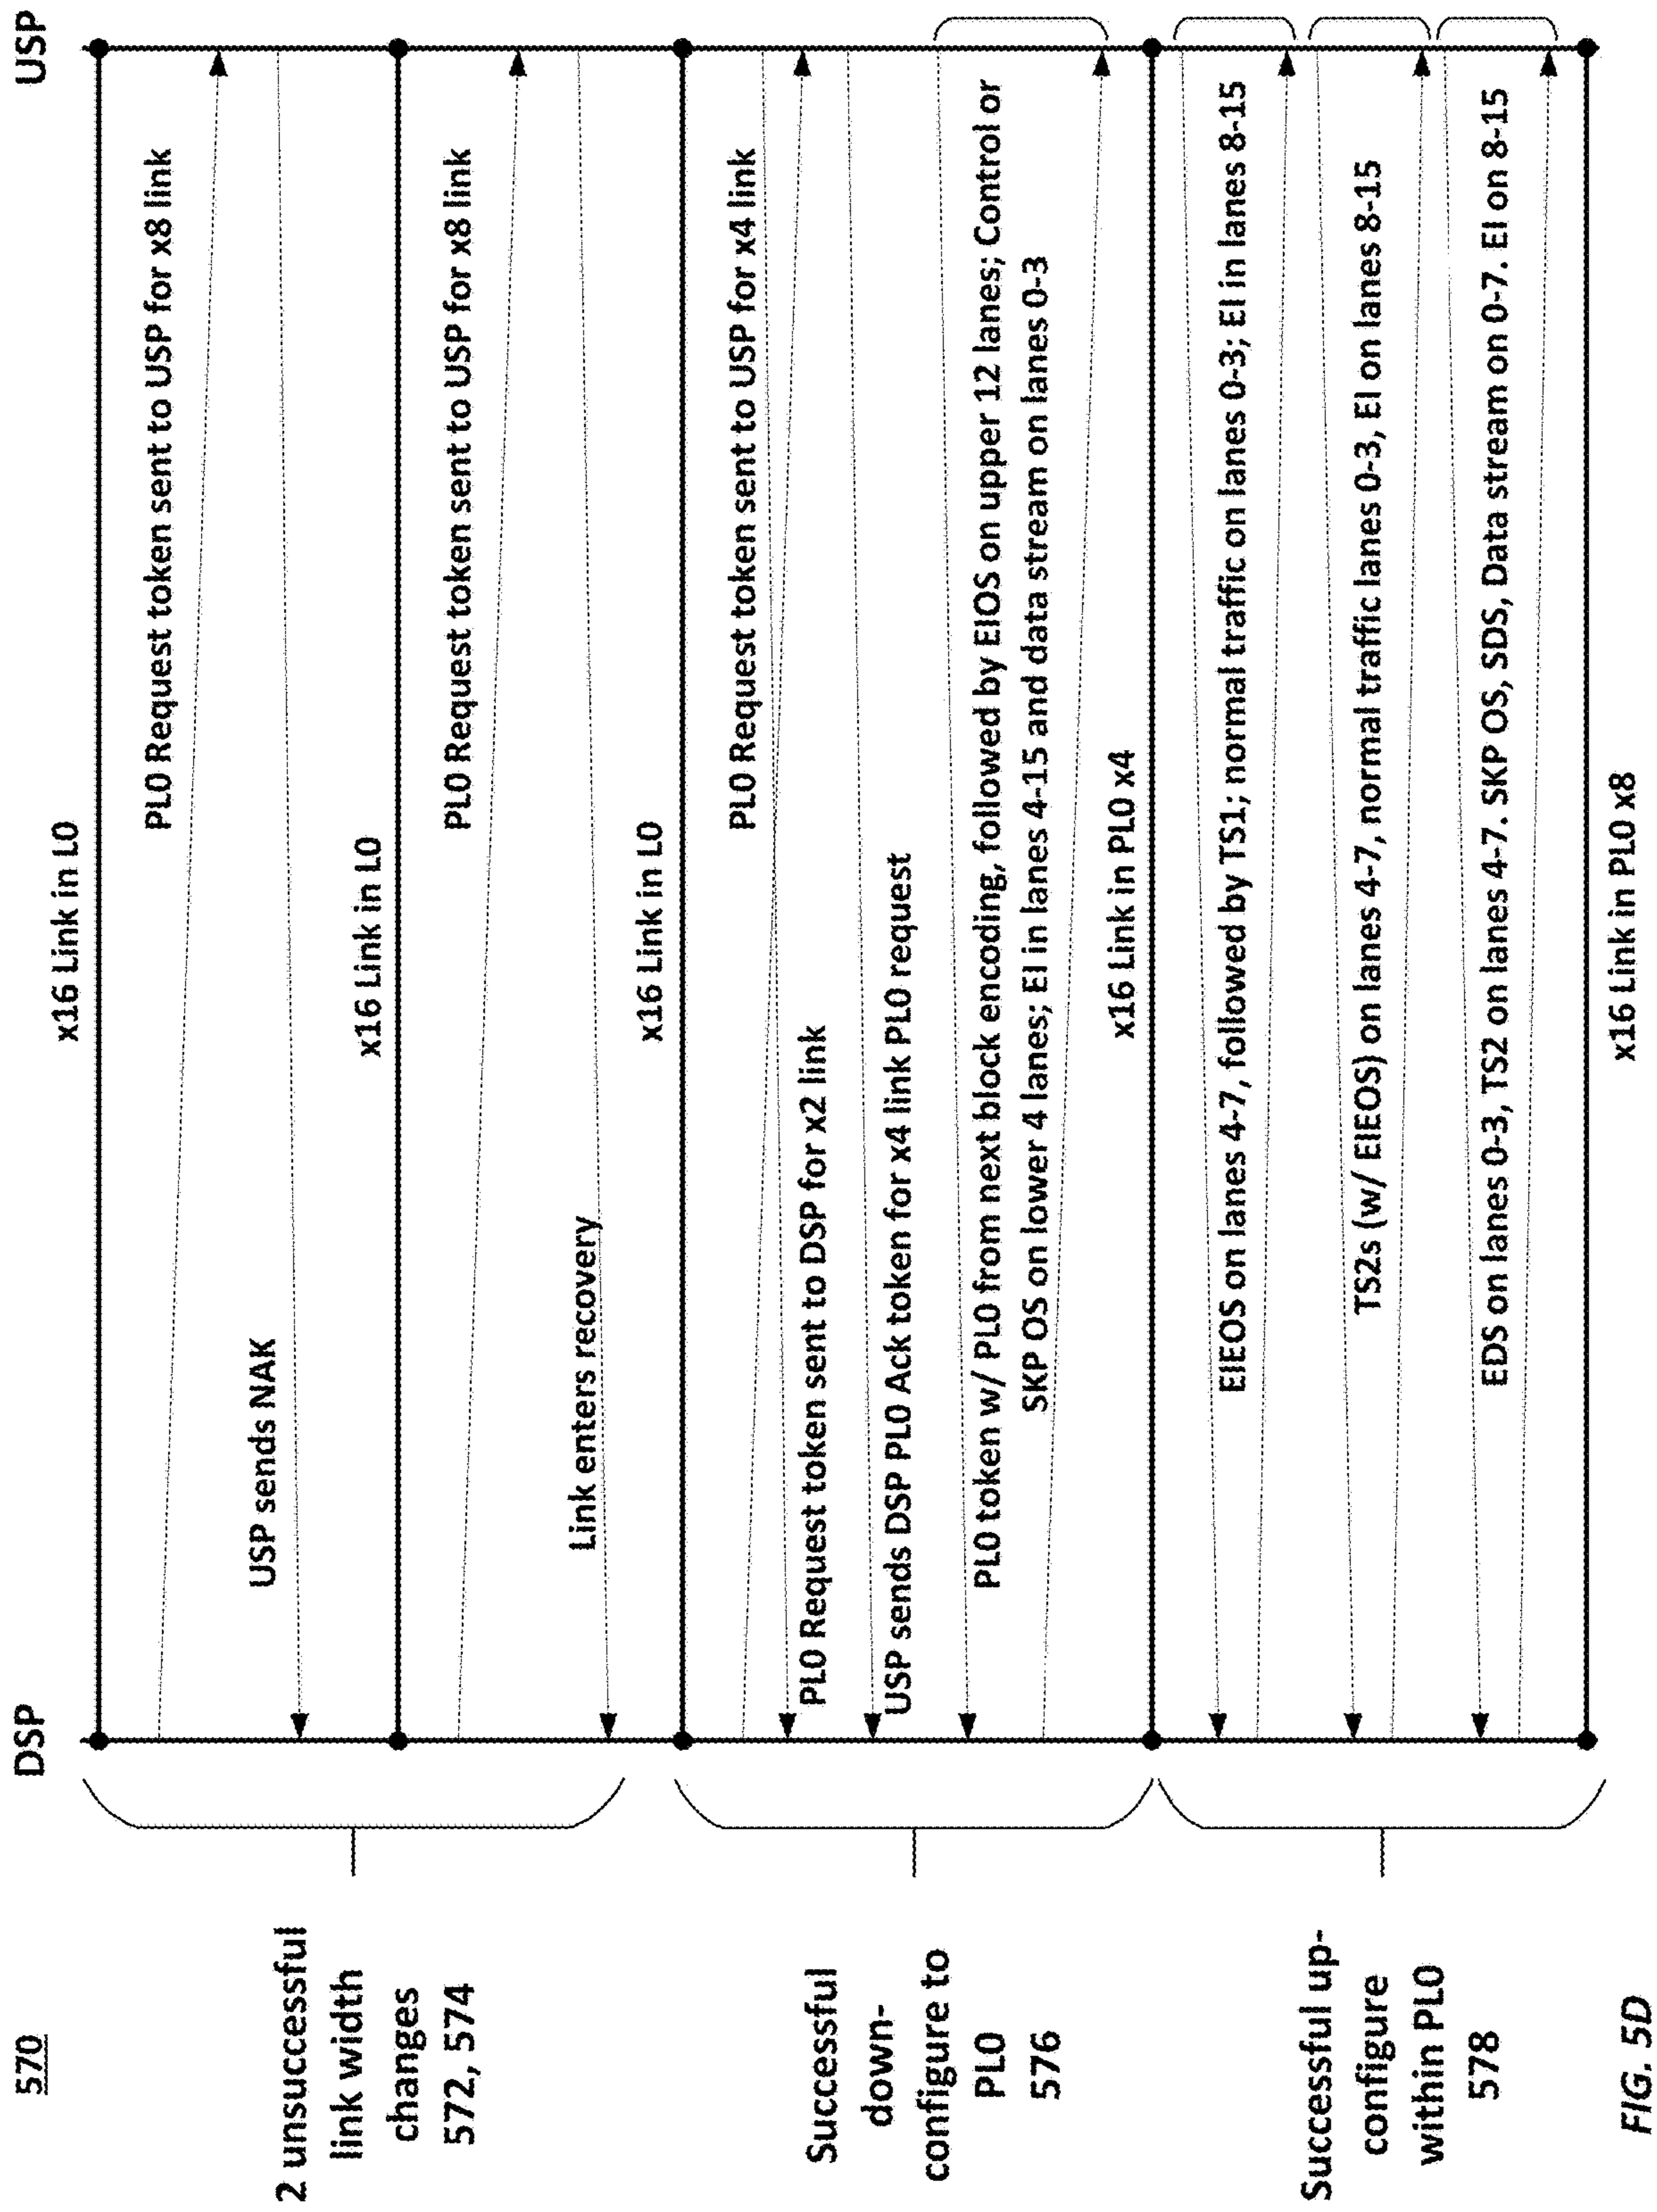 570
DSP
USP
x16 Link in L0
PL0 Request token sent to USP for x8 link
USP sends NAK
x16 Link in L0
PL0 Request token sent to USP for x8 link
Link enters recovery
x16 Link in L0
PL0 Request token sent to USP for x4 link
PL0 Request token sent to DSP for x2 link
USP sends DSP PL0 Ack token for x4 link PL0 request
PL0 token w/ PL0 from next block encoding, followed by EIOS on upper 12 lanes; Control or
SKP OS on lower 4 lanes; EI in lanes 4-15 and data stream on lanes 0-3
x16 Link in PL0 x4
EIEOS on lanes 4-7, followed by TS1; normal traffic on lanes 0-3; EI in lanes 8-15
TS2s (w/ EIEOS) on lanes 4-7, normal traffic lanes 0-3, EI on lanes 8-15
EDS on lanes 0-3, TS2 on lanes 4-7. SKP OS, SDS, Data stream on 0-7. EI on 8-15
x16 Link in PL0 x8
2 unsuccessful
link width
changes
572, 574
Successful
down-
configure to
PL0
576
Successful up-
configure
within PL0
578
FIG. 5D